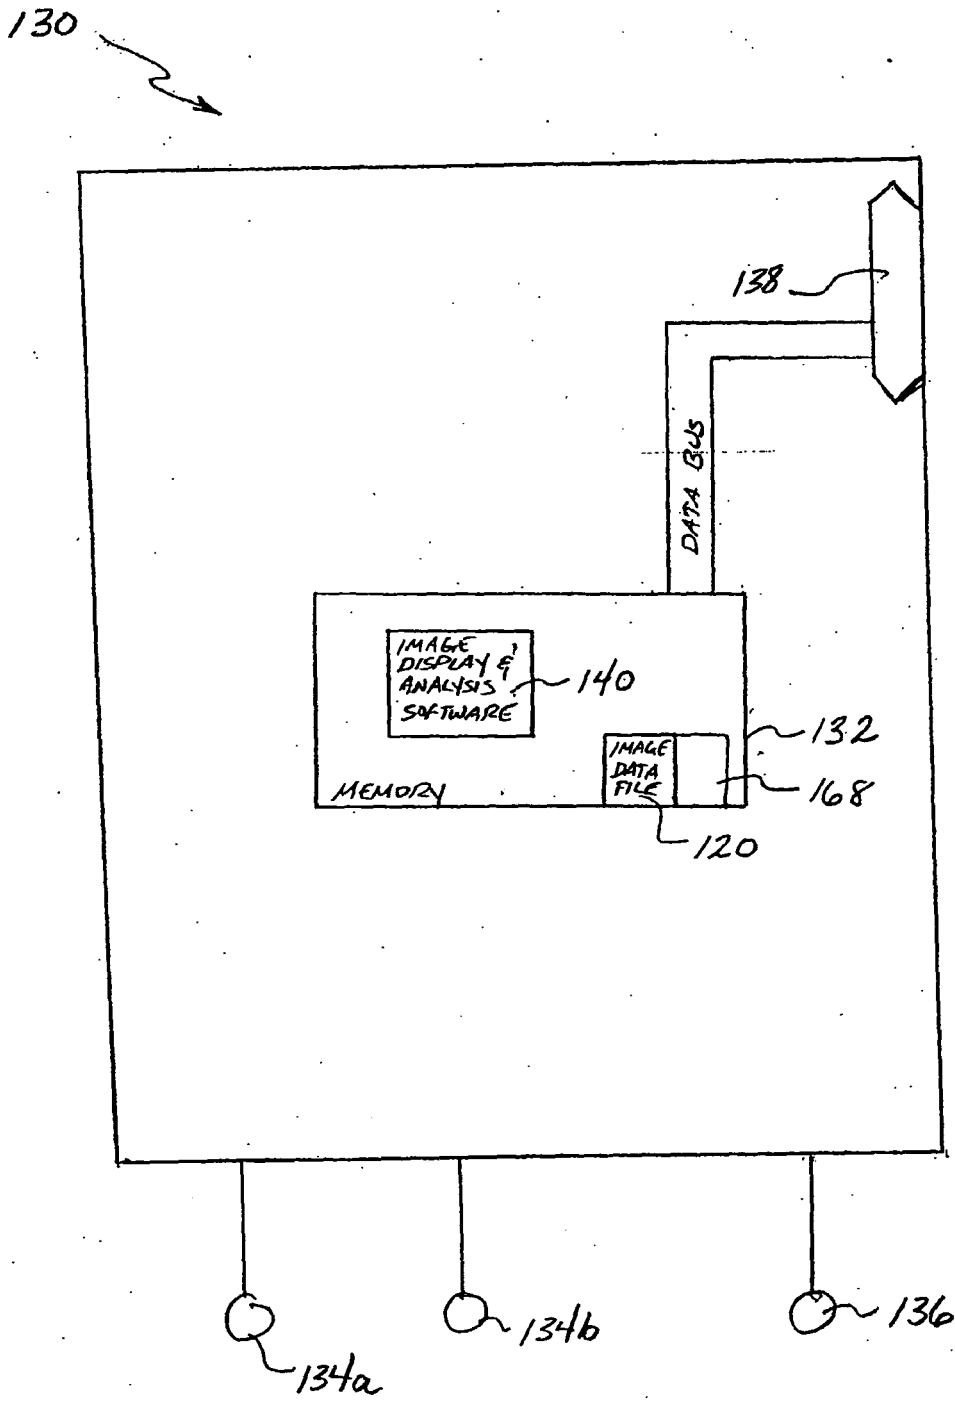 130
138
DATA BUS
IMAGE
DISPLAY &
ANALYSIS
SOFTWARE
140
132
IMAGE
DATA
FILE
168
MEMORY
120
134a
134b
136